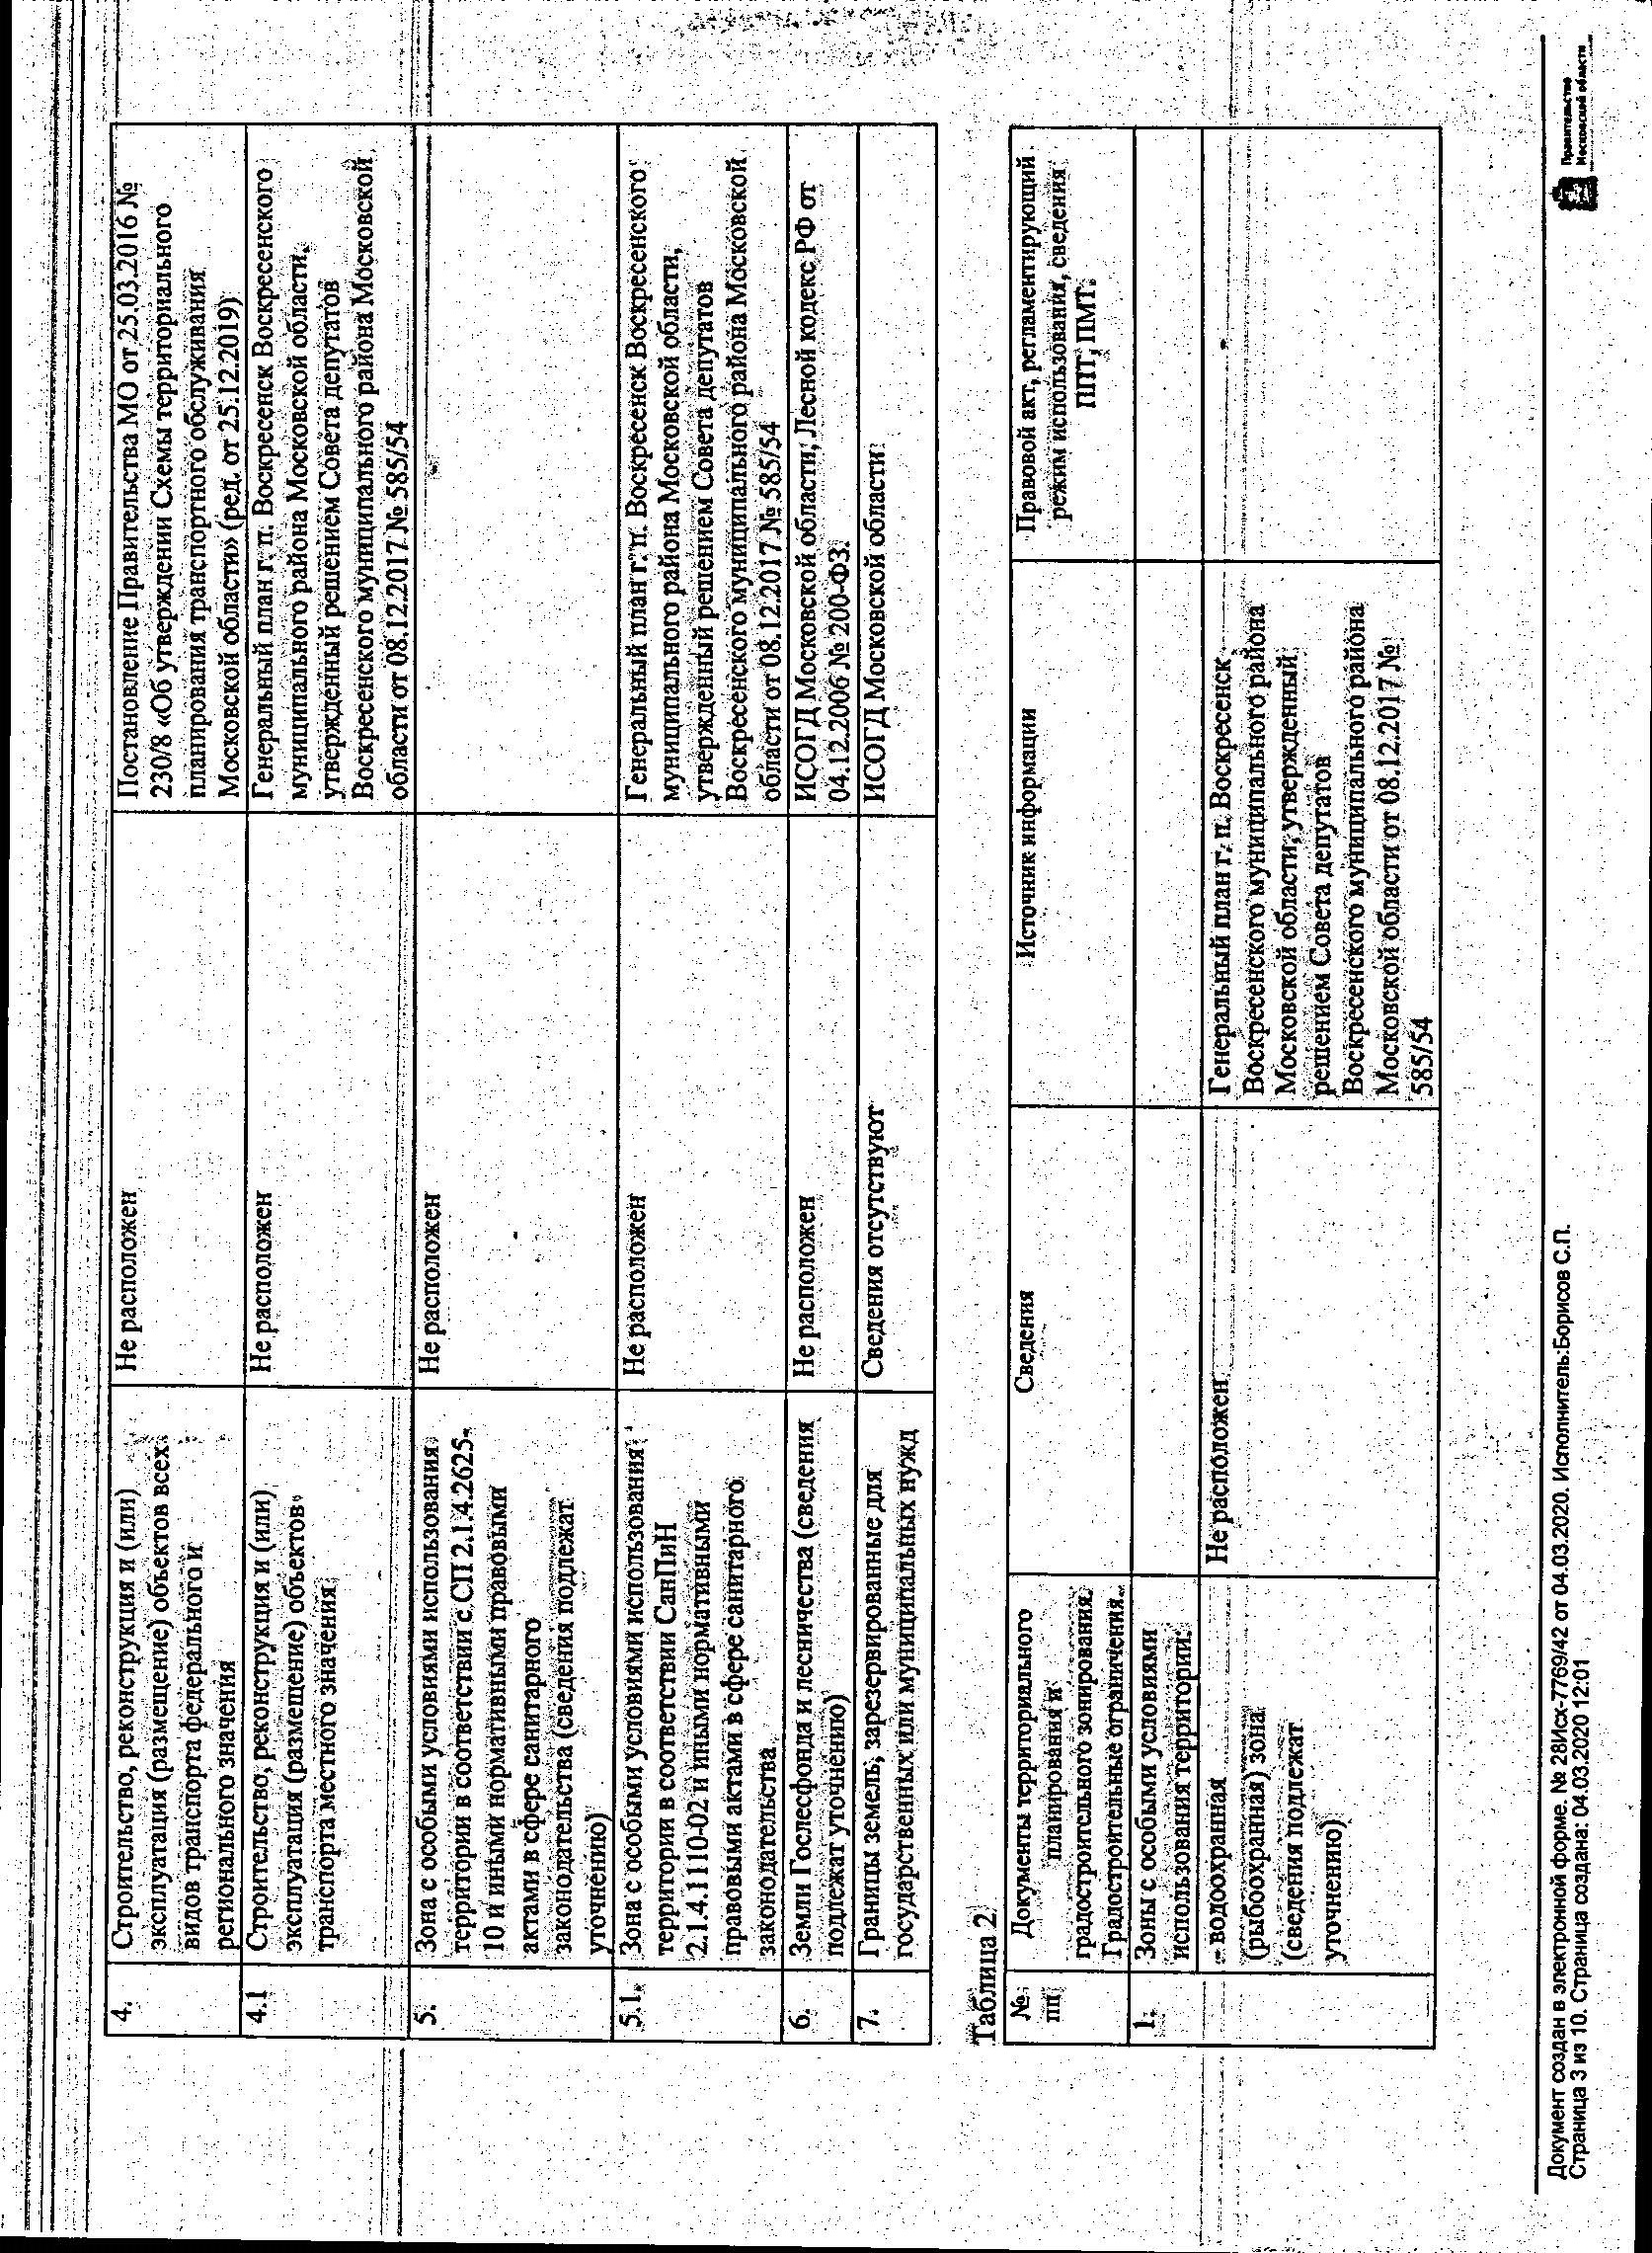 4.
Строительство, реконструкция и (или)
эксплуатация (размещение) объектов всех
видов транспорта федерального и
регионального значения
Не расположен
Постановление Правительства МО от 25.03.2016 №
230/8 «Об утверждении Схемы территориального
планирования транспортного обслуживания
Московской области» (ред. от 25.12.2019)
4.1
Строительство, реконструкция и (или)
эксплуатация (размещение) объектов
транспорта местного значения
Не расположен
Генеральный план г. п. Воскресенск Воскресенского
муниципального района Московской области,
утвержденный решением Совета депутатов
Воскресенского муниципального района Московской
области от 08.12.2017 № 585/54
5.
Зона с особыми условиями использования
территории в соответствии с СП 2.1.4.2625-
10 и иными нормативными правовыми
актами в сфере санитарного
законодательства (сведения подлежат
уточнению)
Не расположен
5.1.
Зона с особыми условиями использования
территории в соответствии СанПиН
2.1.4.1110-02 и иными нормативными
правовыми актами в сфере санитарного
законодательства
Не расположен
Генеральный план г. п. Воскресенск Воскресенского
муниципального района Московской области,
утвержденный решением Совета депутатов
Воскресенского муниципального района Московской
области от 08.12.2017 № 585/54
6.
Земли Гослесфонда и лесничества (сведения
подлежат уточнению)
Не расположен
ИСОГД Московской области, Лесной кодекс РФ от
04.12.2006 № 200-ФЗ.
7.
Границы земель, зарезервированные для
государственных или муниципальных нужд
Сведения отсутствуют
ИСОГД Московской области.
Таблица 2
№
пп
Документы территориального
планирования и
градостроительного зонирования.
Градостроительные ограничения.
Сведения
Источник информации
Правовой акт, регламентирующий
режим использования, сведения
ППТ, ПМТ.
1.
Зоны с особыми условиями
использования территории:
- водоохранная
(рыбоохранная) зона
(сведения подлежат
уточнению)
Не расположен
Генеральный план г. п. Воскресенск
Воскресенского муниципального района
Московской области, утвержденный
решением Совета депутатов
Воскресенского муниципального района
Московской области от 08.12.2017 №
585/54
Документ создан в электронной форме. № 28Исх-7769/42 от 04.03.2020. Исполнитель:Борисов С.П.
Страница 3 из 10. Страница создана: 04.03.2020 12:01
Правительство
Московской области